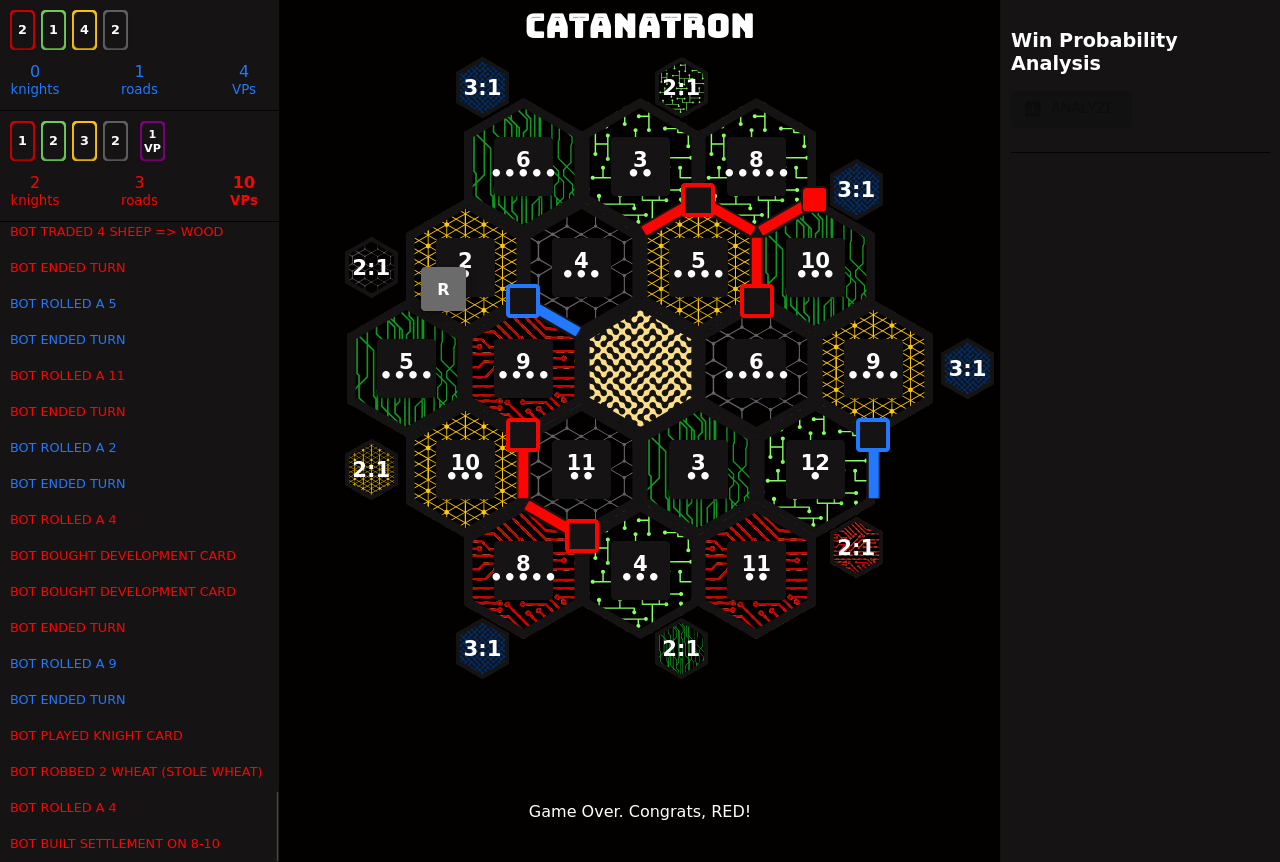 2 1 4 2
0 1 4
knights roads VPs
1 2 3 2 1 VP
2 3 10
knights roads VPs
BOT TRADED 4 SHEEP => WOOD
BOT ENDED TURN
BOT ROLLED A 5
BOT ENDED TURN
BOT ROLLED A 11
BOT ENDED TURN
BOT ROLLED A 2
BOT ENDED TURN
BOT ROLLED A 4
BOT BOUGHT DEVELOPMENT CARD
BOT BOUGHT DEVELOPMENT CARD
BOT ENDED TURN
BOT ROLLED A 9
BOT ENDED TURN
BOT PLAYED KNIGHT CARD
BOT ROBBED 2 WHEAT (STOLE WHEAT)
BOT ROLLED A 4
BOT BUILT SETTLEMENT ON 8-10
CATANATRON
3:1 2:1
6 3 8
3:1
2:1 2 4 5 10
R
5 9 6 9 3:1
2:1 10 11 3 12
2:1
8 4 11
3:1 2:1
Game Over. Congrats, RED!
Win Probability
Analysis
ANALYZE